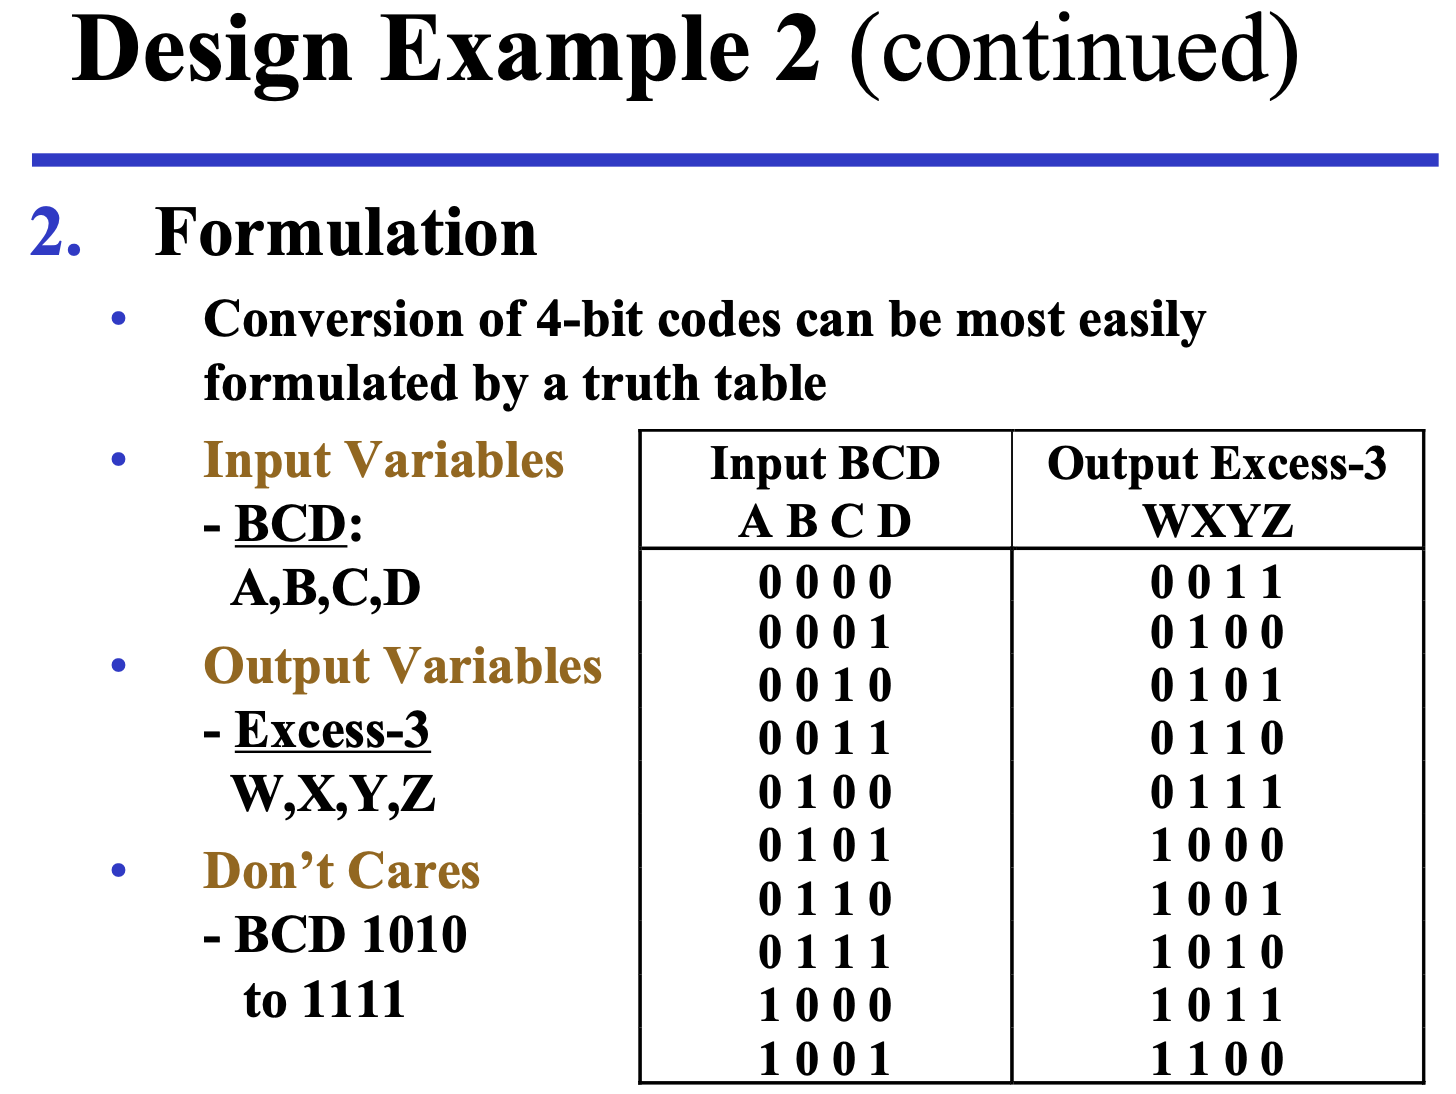 Design Example 2 (continued)
2. Formulation
• Conversion of 4-bit codes can be most easily
formulated by a truth table
• Input Variables
- BCD:
A,B,C,D
• Output Variables
- Excess-3
W,X,Y,Z
• Don’t Cares
- BCD 1010
to 1111
Input BCD Output Excess-3
A B C D WXYZ
0 0 0 0 0 0 1 1
0 0 0 1 0 1 0 0
0 0 1 0 0 1 0 1
0 0 1 1 0 1 1 0
0 1 0 0 0 1 1 1
0 1 0 1 1 0 0 0
0 1 1 0 1 0 0 1
0 1 1 1 1 0 1 0
1 0 0 0 1 0 1 1
1 0 0 1 1 1 0 0